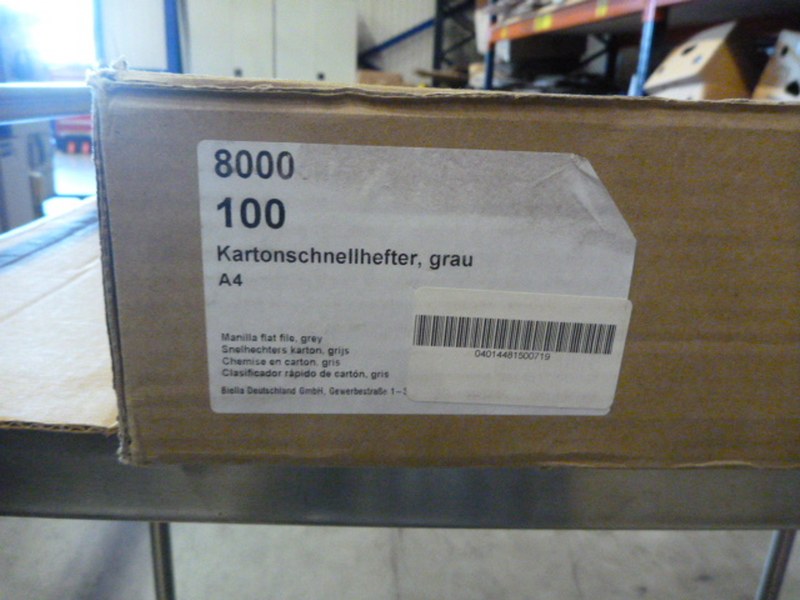 8000
100
Kartonschnellhefter, grau
A4
Manilla flat file, grey
Snelhechters karton, grijs
Chemise en carton, gris
Clasificador rápido de cartón, gris
Biella Deutschland GmbH, Gewerbestraße 1 –
04014481500719